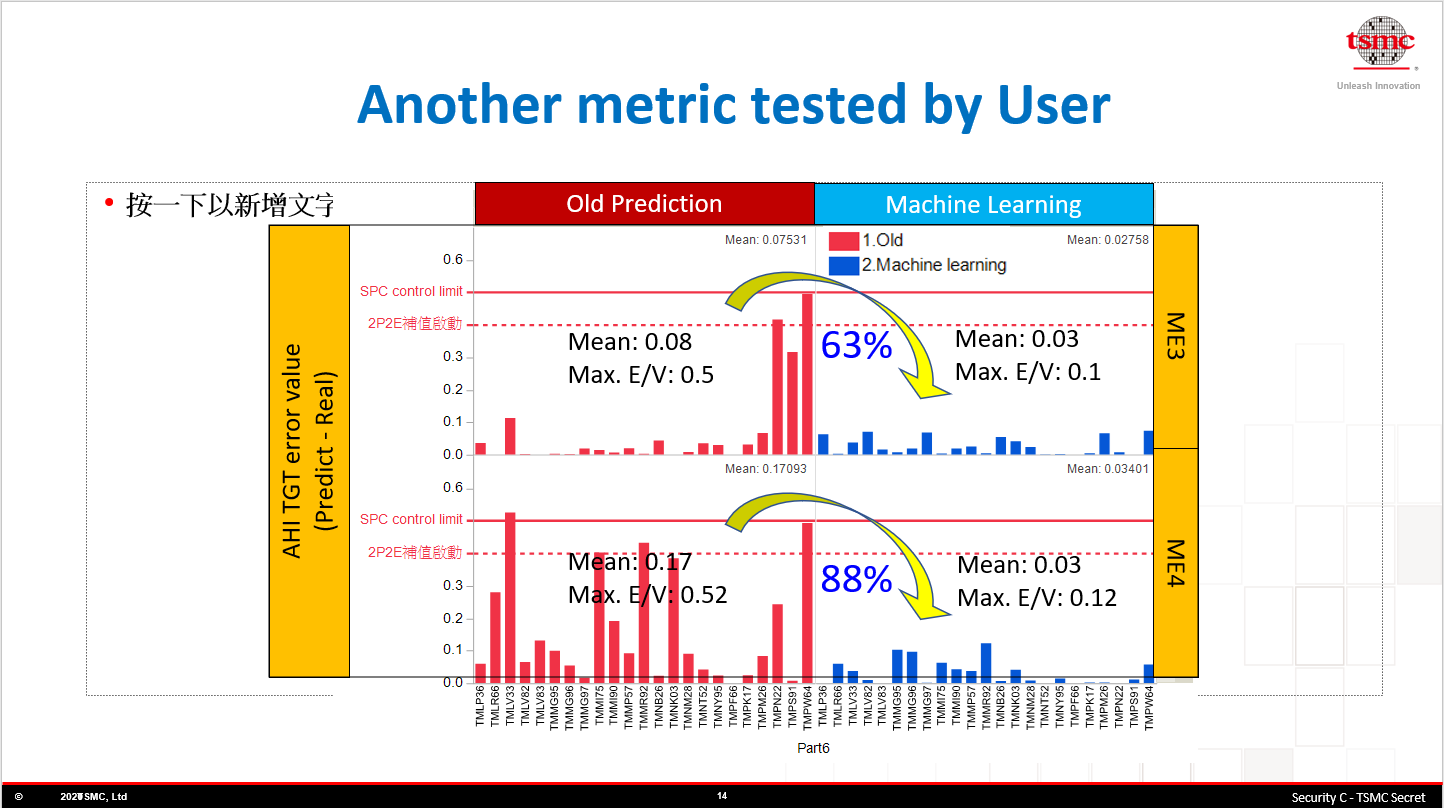 tsmc
®
Unleash Innovation
Another metric tested by User
• 按一下以新增文字
Old Prediction
Machine Learning
Mean: 0.07531
1.Old
2.Machine learning
Mean: 0.02758
0.6
SPC control limit
2P2E補值啟動
0.3
0.2
0.1
0.0
Mean: 0.08
Max. E/V: 0.5
63%
Mean: 0.03
Max. E/V: 0.1
ME3
AHI TGT error value
(Predict - Real)
Mean: 0.17093
Mean: 0.03401
0.6
SPC control limit
2P2E補值啟動
0.3
0.2
0.1
0.0
Mean: 0.17
Max. E/V: 0.52
88%
Mean: 0.03
Max. E/V: 0.12
ME4
TMLP36
TMLR66
TMLV33
TMLV82
TMLV83
TMMG95
TMMG96
TMMG97
TMMI75
TMMI90
TMMP57
TMMR92
TMNB26
TMNK03
TMNM28
TMNT52
TMNY95
TMPF66
TMPK17
TMPM26
TMPN22
TMPS91
TMPW64
TMLP36
TMLR66
TMLV33
TMLV82
TMLV83
TMMG95
TMMG96
TMMG97
TMMI75
TMMI90
TMMP57
TMMR92
TMNB26
TMNK03
TMNM28
TMNT52
TMNY95
TMPF66
TMPK17
TMPM26
TMPN22
TMPS91
TMPW64
Part6
©
TSMC, Ltd
14
Security C - TSMC Secret